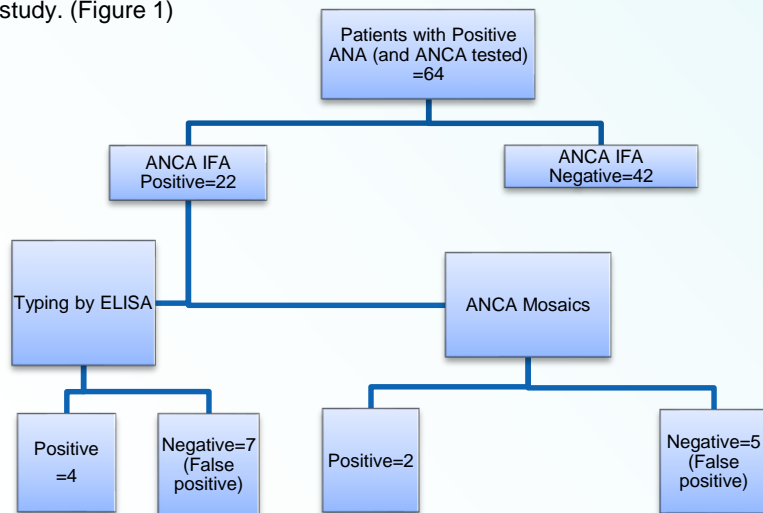 study. (Figure 1)
Patients with Positive
ANA (and ANCA tested)
=64
ANCA IFA
Positive=22
ANCA IFA
Negative=42
Typing by ELISA
ANCA Mosaics
Positive
=4
Negative=7
(False
positive)
Positive=2
Negative=5
(False
positive)